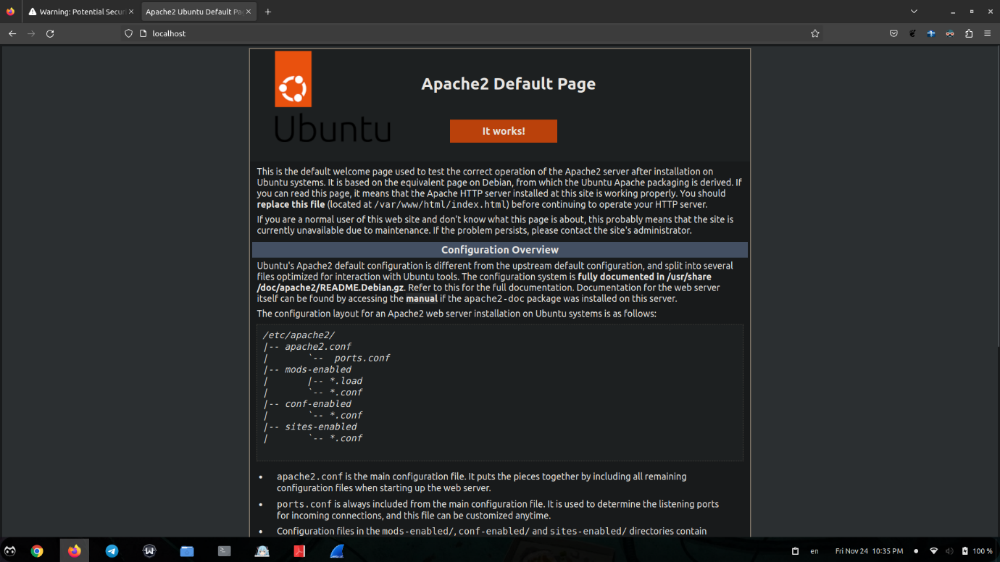 Warning: Potential Securi
Apache2 Ubuntu Default Pa
localhost
Ubuntu
Apache2 Default Page
It works!
This is the default welcome page used to test the correct operation of the Apache2 server after installation on
Ubuntu systems. It is based on the equivalent page on Debian, from which the Ubuntu Apache packaging is derived. If
you can read this page, it means that the Apache HTTP server installed at this site is working properly. You should
replace this file (located at /var/www/html/index.html) before continuing to operate your HTTP server.
If you are a normal user of this web site and don't know what this page is about, this probably means that the site is
currently unavailable due to maintenance. If the problem persists, please contact the site's administrator.
Configuration Overview
Ubuntu's Apache2 default configuration is different from the upstream default configuration, and split into several
files optimized for interaction with Ubuntu tools. The configuration system is fully documented in /usr/share
/doc/apache2/README.Debian.gz. Refer to this for the full documentation. Documentation for the web server
itself can be found by accessing the manual if the apache2-doc package was installed on this server.
The configuration layout for an Apache2 web server installation on Ubuntu systems is as follows:
/etc/apache2/
|-- apache2.conf
|       `--  ports.conf
|-- mods-enabled
|       |-- *.load
|       `-- *.conf
|-- conf-enabled
|       `-- *.conf
|-- sites-enabled
|       `-- *.conf
• apache2.conf is the main configuration file. It puts the pieces together by including all remaining
configuration files when starting up the web server.
• ports.conf is always included from the main configuration file. It is used to determine the listening ports
for incoming connections, and this file can be customized anytime.
• Configuration files in the mods-enabled/, conf-enabled/ and sites-enabled/ directories contain
en
Fri Nov 24 10:35 PM
100 %